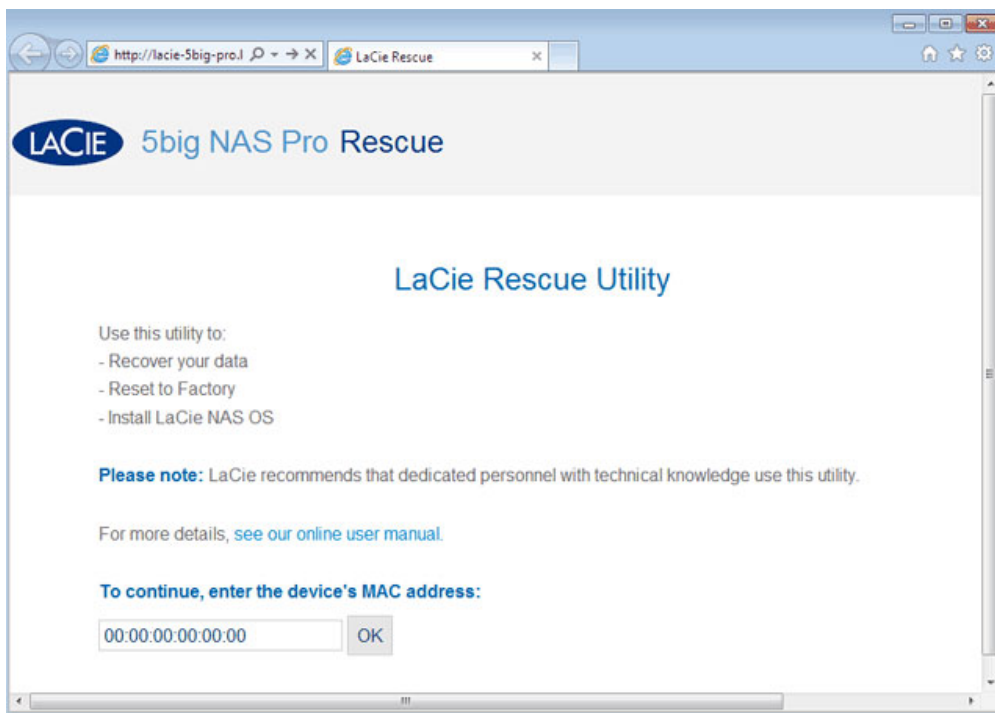 http://lacie-5big-pro.l
LaCie Rescue
LACIE 5big NAS Pro Rescue
LaCie Rescue Utility
Use this utility to:
- Recover your data
- Reset to Factory
- Install LaCie NAS OS
Please note: LaCie recommends that dedicated personnel with technical knowledge use this utility.
For more details, see our online user manual.
To continue, enter the device's MAC address:
00:00:00:00:00:00 OK